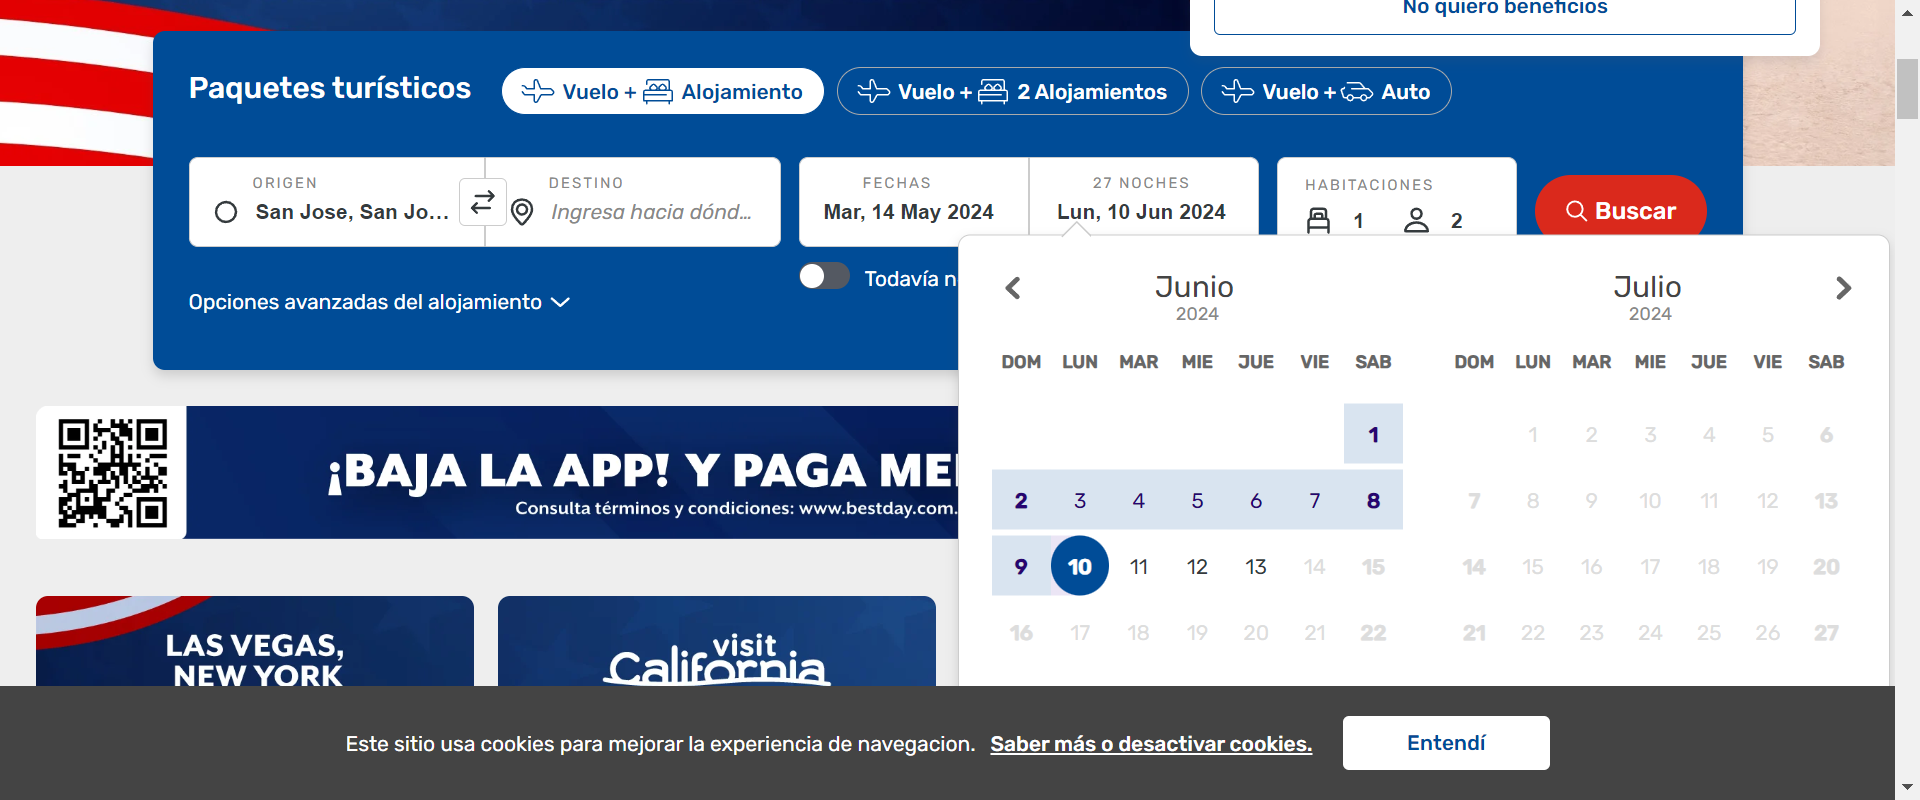 No quiero beneficios
Paquetes turísticos
Vuelo + Alojamiento
Vuelo + 2 Alojamientos
Vuelo + Auto
ORIGEN
San Jose, San Jo...
DESTINO
Ingresa hacia dónd...
FECHAS
Mar, 14 May 2024
27 NOCHES
Lun, 10 Jun 2024
HABITACIONES
1 2
Buscar
Todavía n
Opciones avanzadas del alojamiento
Junio
2024
DOM LUN MAR MIE JUE VIE SAB
1
2 3 4 5 6 7 8
9 10 11 12 13 14 15
16 17 18 19 20 21 22
Julio
2024
DOM LUN MAR MIE JUE VIE SAB
1 2 3 4 5 6
7 8 9 10 11 12 13
14 15 16 17 18 19 20
21 22 23 24 25 26 27
¡BAJA LA APP! Y PAGA ME
Consulta términos y condiciones: www.bestday.com.
LAS VEGAS,
NEW YORK
visit
California
Este sitio usa cookies para mejorar la experiencia de navegacion. Saber más o desactivar cookies.
Entendí